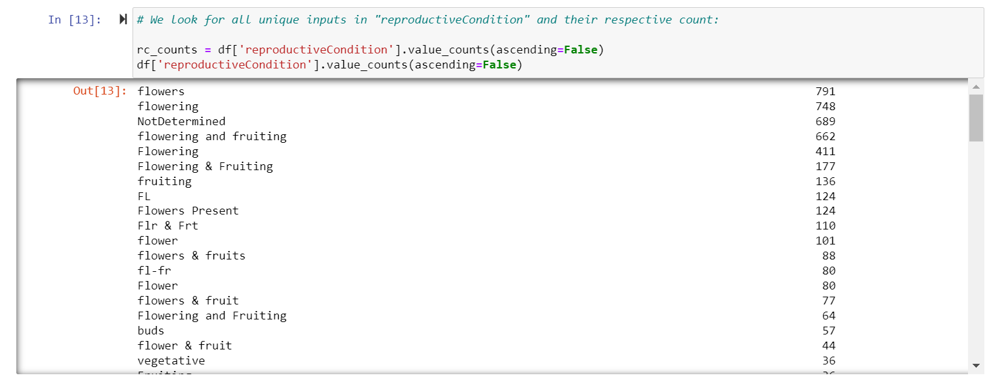 In [13]:
# We look for all unique inputs in "reproductiveCondition" and their respective count:
rc_counts = df['reproductiveCondition'].value_counts(ascending=False)
df['reproductiveCondition'].value_counts(ascending=False)
Out[13]:
flowers 791
flowering 748
NotDetermined 689
flowering and fruiting 662
Flowering 411
Flowering & Fruiting 177
fruiting 136
FL 124
Flowers Present 124
Flr & Frt 110
flower 101
flowers & fruits 88
fl-fr 80
Flower 80
flowers & fruit 77
Flowering and Fruiting 64
buds 57
flower & fruit 44
vegetative 36